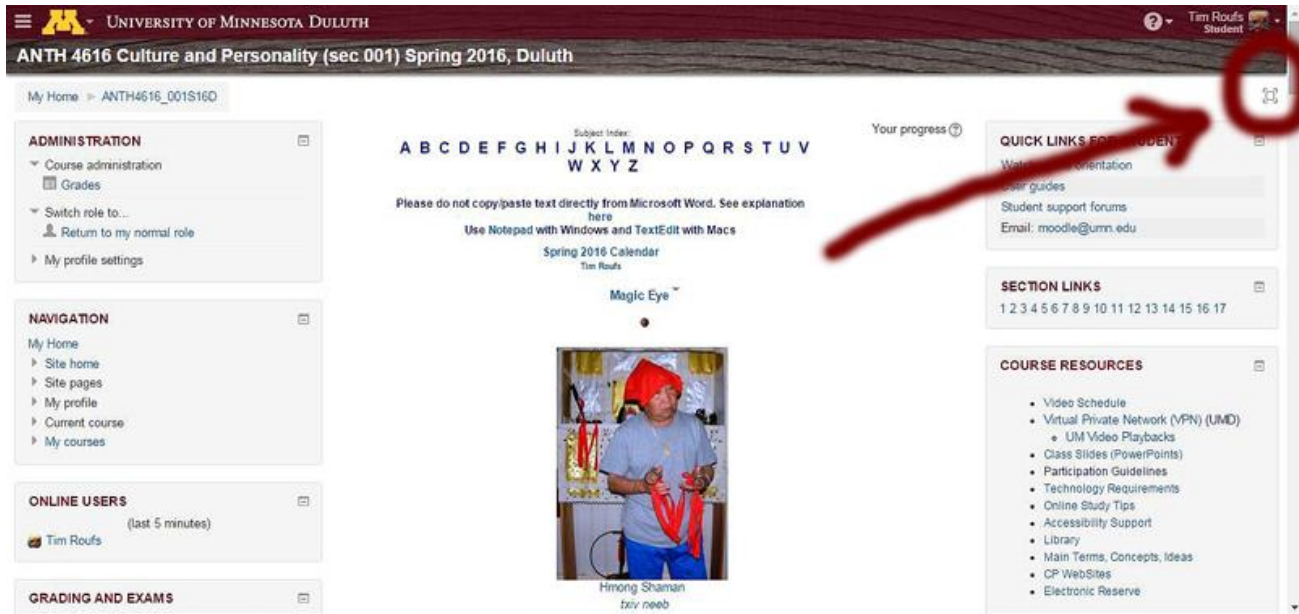 UNIVERSITY OF MINNESOTA DULUTH
Tim Roufs
Student
ANTH 4616 Culture and Personality (sec 001) Spring 2016, Duluth
My Home ► ANTH4616_001S16D
ADMINISTRATION
Course administration
Grades
Switch role to...
Return to my normal role
My profile settings
NAVIGATION
My Home
Site home
Site pages
My profile
Current course
My courses
ONLINE USERS
(last 5 minutes)
Tim Roufs
GRADING AND EXAMS
Subject Index:
A B C D E F G H I J K L M N O P Q R S T U V
W X Y Z
Please do not copy/paste text directly from Microsoft Word. See explanation
here
Use Notepad with Windows and TextEdit with Macs
Spring 2016 Calendar
Tim Roufs
Magic Eye ™
Hmong Shaman
txiv neeb
Your progress
QUICK LINKS FOR
orientation
User guides
Student support forums
Email: moodle@umn.edu
SECTION LINKS
1 2 3 4 5 6 7 8 9 10 11 12 13 14 15 16 17
COURSE RESOURCES
Video Schedule
Virtual Private Network (VPN) (UMD)
UM Video Playbacks
Class Slides (PowerPoints)
Participation Guidelines
Technology Requirements
Online Study Tips
Accessibility Support
Library
Main Terms, Concepts, Ideas
CP WebSites
Electronic Reserve